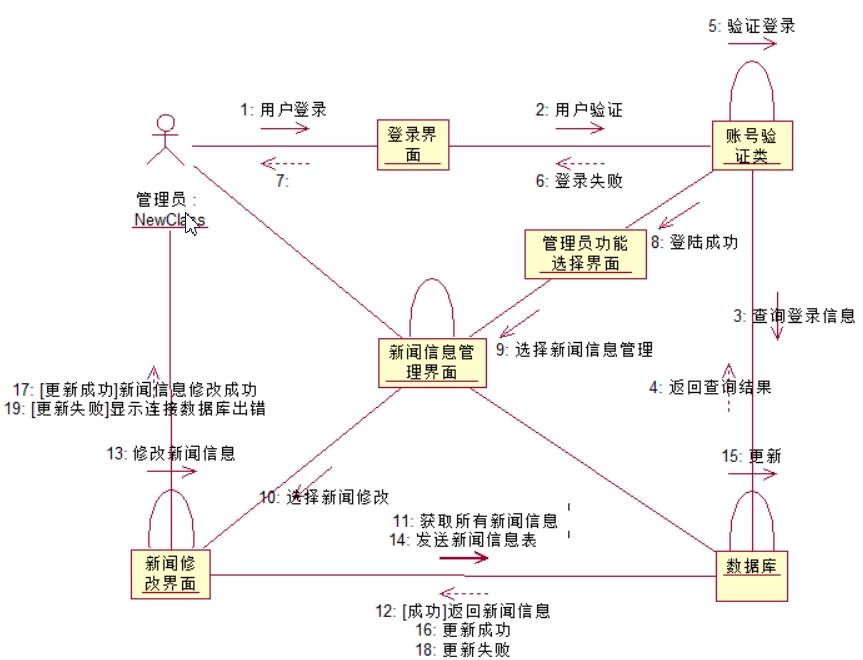 5: 验证登录
1: 用户登录
2: 用户验证
登录界
面
账号验
证类
7:
6: 登录失败
管理员 :
NewClass
管理员功能
选择界面
8: 登陆成功
3: 查询登录信息
新闻信息管
理界面
9: 选择新闻信息管理
17: [更新成功]新闻信息修改成功
19: [更新失败]显示连接数据库出错
4: 返回查询结果
13: 修改新闻信息
15: 更新
10: 选择新闻修改
11: 获取所有新闻信息
14: 发送新闻信息表
新闻修
改界面
数据库
12: [成功]返回新闻信息
16: 更新成功
18: 更新失败